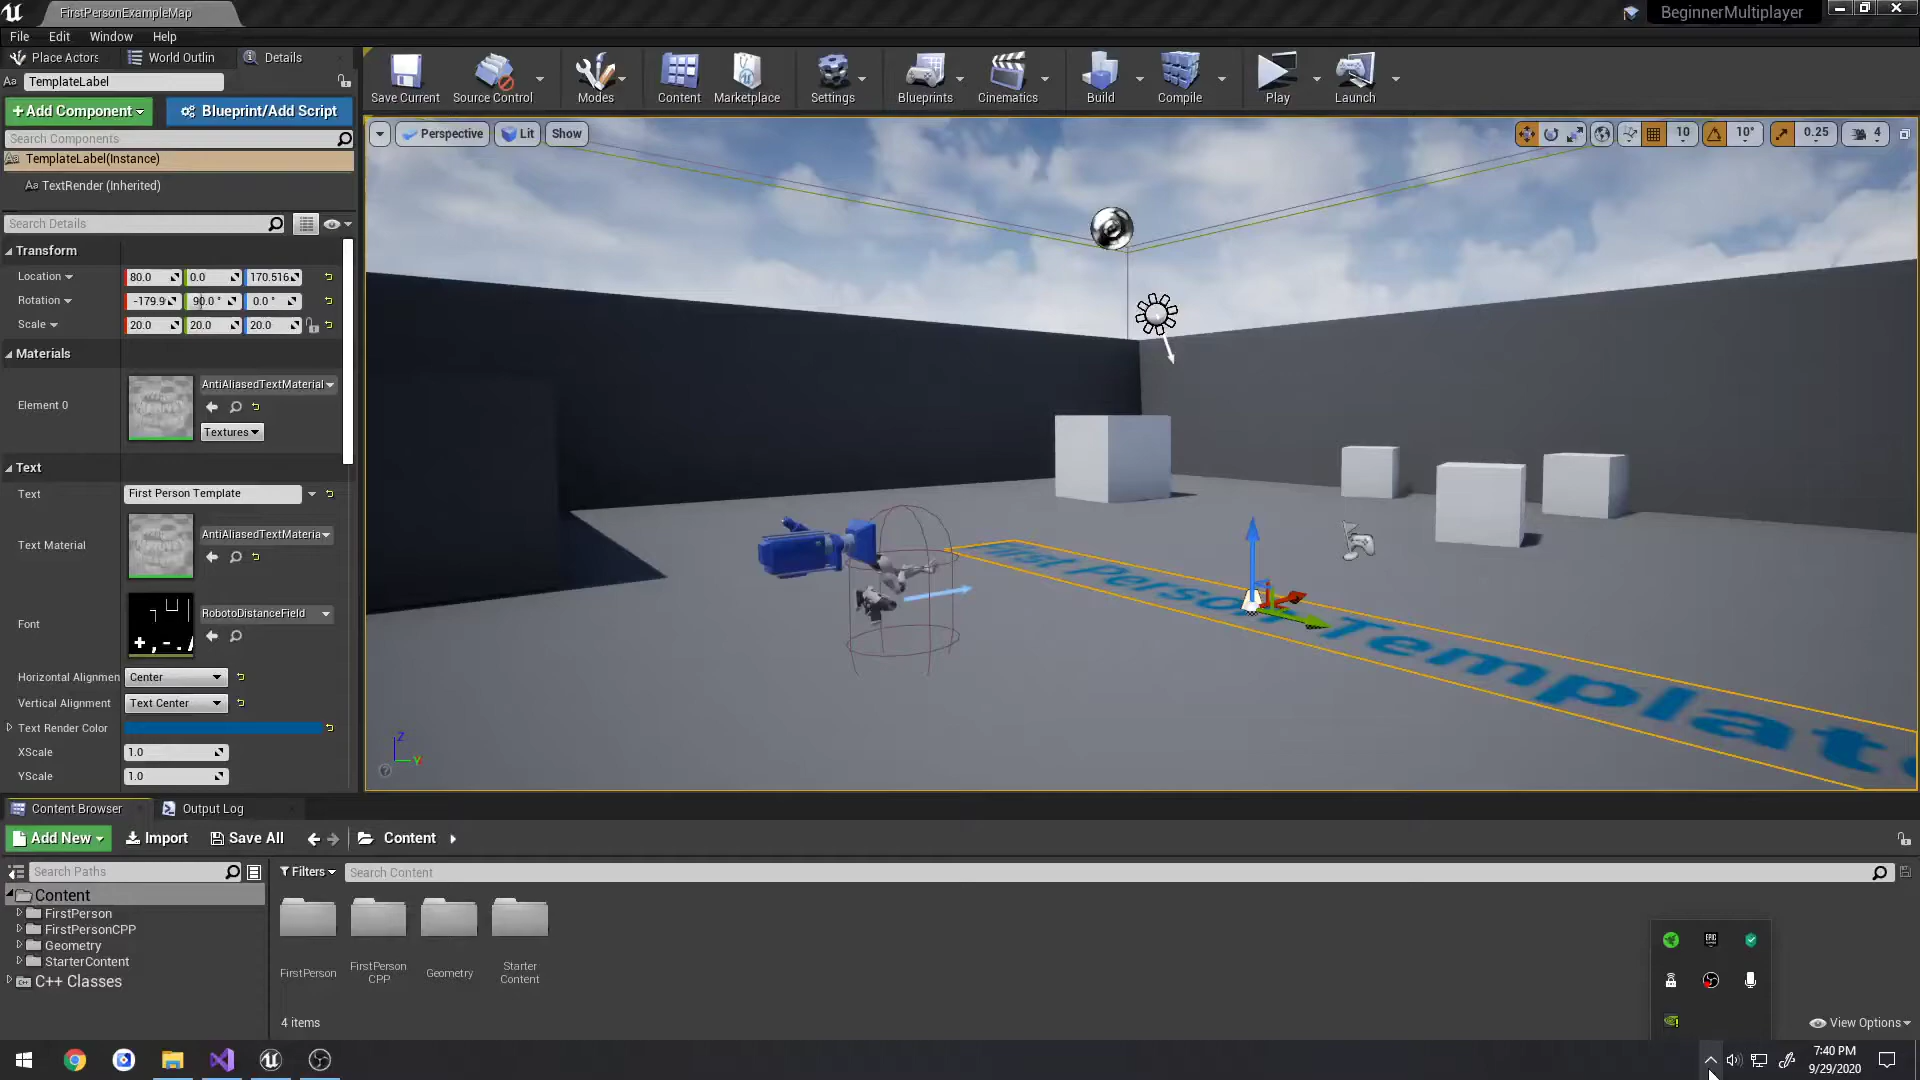 FirstPersonExampleMap
BeginnerMultiplayer
File Edit Window Help
Place Actors World Outlin Details
TemplateLabel
Add Component Blueprint/Add Script
Search Components
TemplateLabel(Instance)
TextRender (Inherited)
Search Details
Transform
Location 80.0 0.0 170.516
Rotation -179.9 90.0 ° 0.0 °
Scale 20.0 20.0 20.0
Materials
Element 0
AntiAliasedTextMaterial
Textures
Text
Text First Person Template
Text Material
AntiAliasedTextMateria
Font
RobotoDistanceField
Horizontal Alignmen Center
Vertical Alignment Text Center
Text Render Color
XScale 1.0
YScale 1.0
Save Current Source Control Modes Content Marketplace Settings Blueprints Cinematics Build Compile Play Launch
Perspective Lit Show
10 10° 0.25 4
First Person Template
Z
Y
Content Browser Output Log
Add New Import Save All Content
Search Paths
Content
FirstPerson
FirstPersonCPP
Geometry
StarterContent
C++ Classes
Filters Search Content
FirstPerson
FirstPerson
CPP
Geometry
Starter
Content
4 items
View Options
EPIC
7:40 PM
9/29/2020